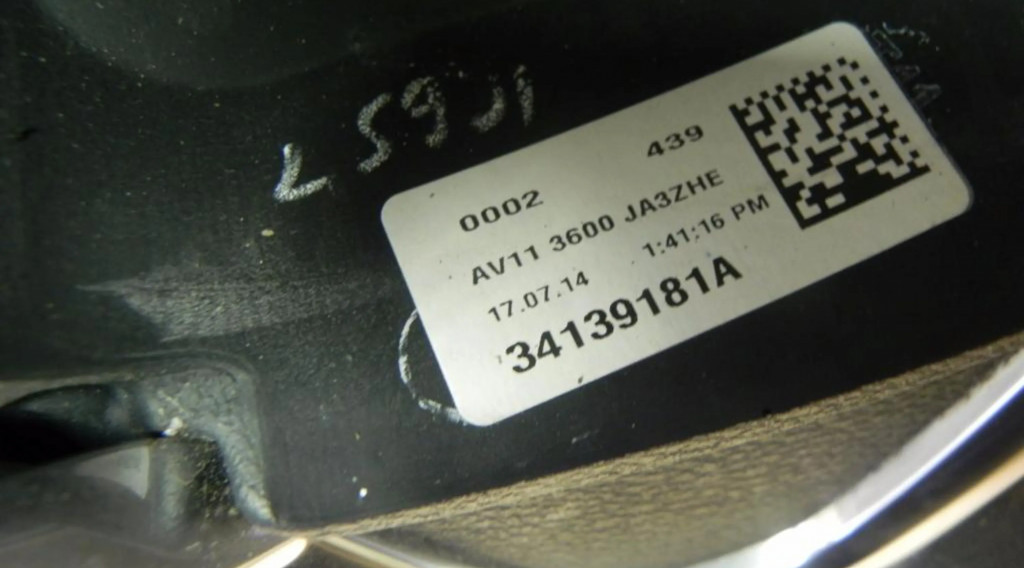 0002 439
AV11 3600 JA3ZHE
17.07.14 1:41:16 PM
34139181A